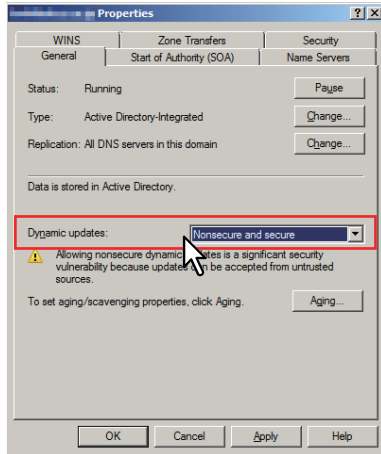 Properties
WINS Zone Transfers Security
General Start of Authority (SOA) Name Servers
Status: Running Pause
Type: Active Directory-Integrated Change...
Replication: All DNS servers in this domain Change...
Data is stored in Active Directory.
Dynamic updates: Nonsecure and secure
Allowing nonsecure dynamic updates is a significant security
vulnerability because updates can be accepted from untrusted
sources.
To set aging/scavenging properties, click Aging. Aging...
OK Cancel Apply Help